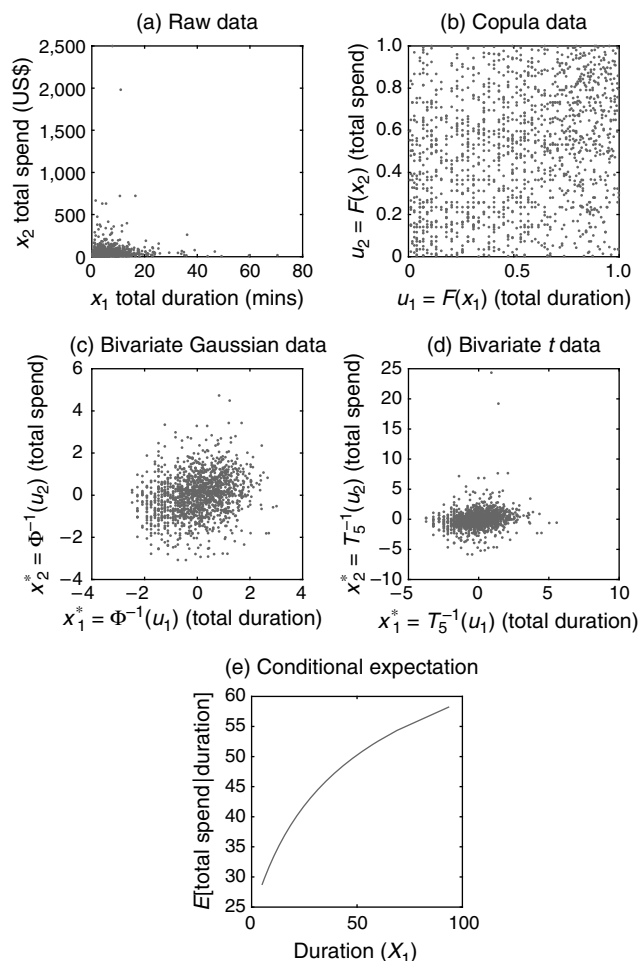 (a) Raw data
2,500
2,000
1,500
1,000
500
0
0 20 40 60 80
x₂ total spend (US$)
x₁ total duration (mins)
(b) Copula data
1.0
0.8
0.6
0.4
0.2
0
0 0.5 1.0
u₂ = F(x₂) (total spend)
u₁ = F(x₁) (total duration)
(c) Bivariate Gaussian data
6
4
2
0
−2
−4
−4 −2 0 2 4
x₂* = Φ⁻¹(u₂) (total spend)
x₁* = Φ⁻¹(u₁) (total duration)
(d) Bivariate t data
25
20
15
10
5
0
−5
−10
−5 0 5 10
x₂* = T₅⁻¹(u₂) (total spend)
x₁* = T₅⁻¹(u₁) (total duration)
(e) Conditional expectation
60
55
50
45
40
35
30
25
0 50 100
E[total spend|duration]
Duration (X₁)